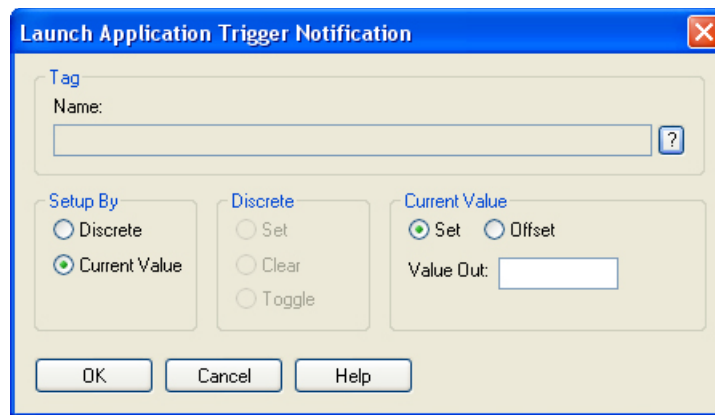 Launch Application Trigger Notification
Tag
Name:
?
Setup By
Discrete
Current Value
Discrete
Set
Clear
Toggle
Current Value
Set Offset
Value Out:
OK Cancel Help